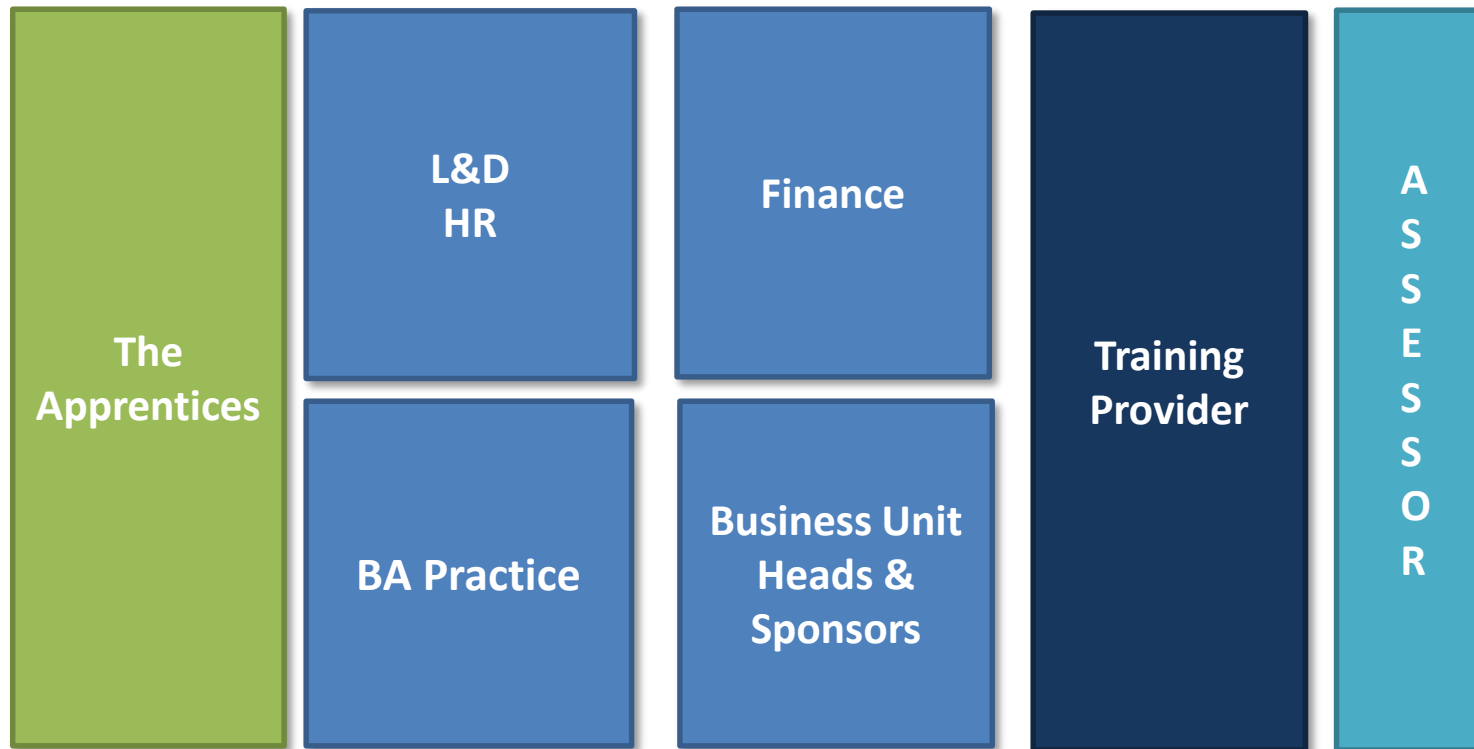 The
Apprentices
L&D
HR
Finance
BA Practice
Business Unit
Heads &
Sponsors
Training
Provider
A
S
S
E
S
S
O
R